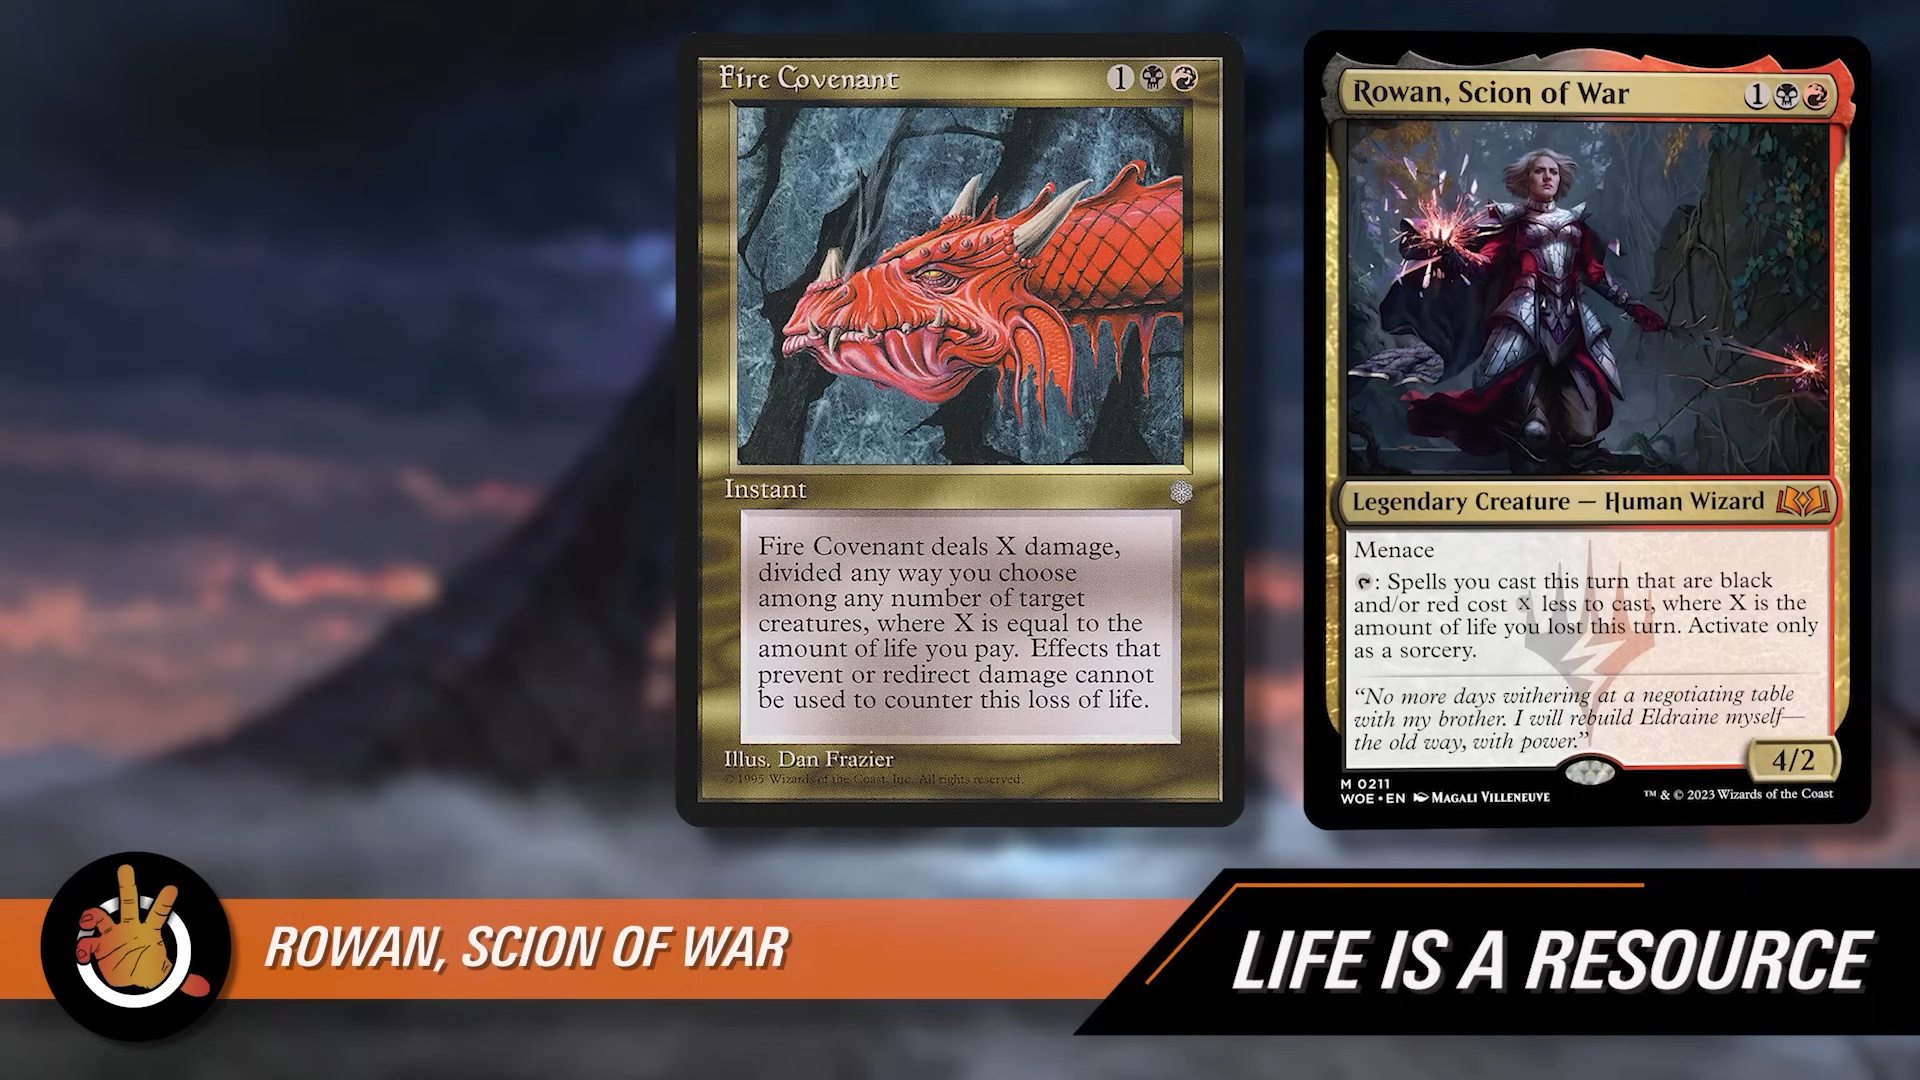 Fire Covenant 1
Instant
Fire Covenant deals X damage,
divided any way you choose
among any number of target
creatures, where X is equal to the
amount of life you pay. Effects that
prevent or redirect damage cannot
be used to counter this loss of life.
Illus. Dan Frazier
© 1995 Wizards of the Coast, Inc. All rights reserved.
Rowan, Scion of War 1
Legendary Creature — Human Wizard
Menace
: Spells you cast this turn that are black
and/or red cost X less to cast, where X is the
amount of life you lost this turn. Activate only
as a sorcery.
“No more days withering at a negotiating table
with my brother. I will rebuild Eldraine myself—
the old way, with power.”
4/2
M 0211
WOE • EN MAGALI VILLENEUVE
™ & © 2023 Wizards of the Coast
ROWAN, SCION OF WAR
LIFE IS A RESOURCE